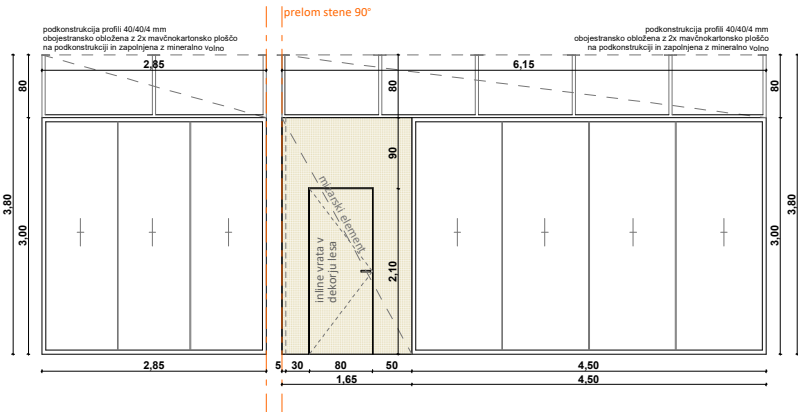 prelom stene 90°
podkonstrukcija profili 40/40/4 mm
obojestransko obložena z 2x mavčnokartonsko ploščo
na podkonstrukciji in zapolnjena z mineralno volno
podkonstrukcija profili 40/40/4 mm
obojestransko obložena z 2x mavčnokartonsko ploščo
na podkonstrukciji in zapolnjena z mineralno volno
2,85
6,15
80
80
80
90
mizarski element
3,80
3,00
2,10
3,00
3,80
inline vrata v
dekorju lesa
2,85
5
30
80
50
4,50
1,65
4,50